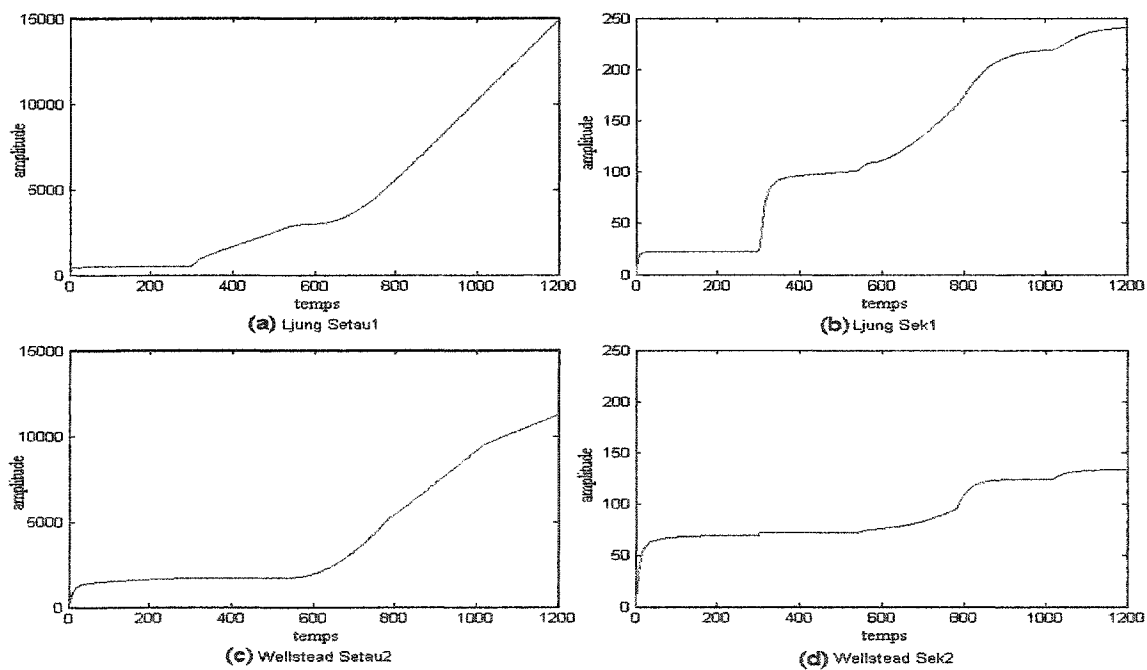 15000
10000
5000
0
amplitude
0 200 400 600 800 1000 1200
temps
(a) Ljung Setau1
250
200
150
100
50
0
amplitude
0 200 400 600 800 1000 1200
temps
(b) Ljung Sek1
15000
10000
5000
0
amplitude
0 200 400 600 800 1000 1200
temps
(c) Wellstead Setau2
250
200
150
100
50
0
amplitude
0 200 400 600 800 1000 1200
temps
(d) Wellstead Sek2